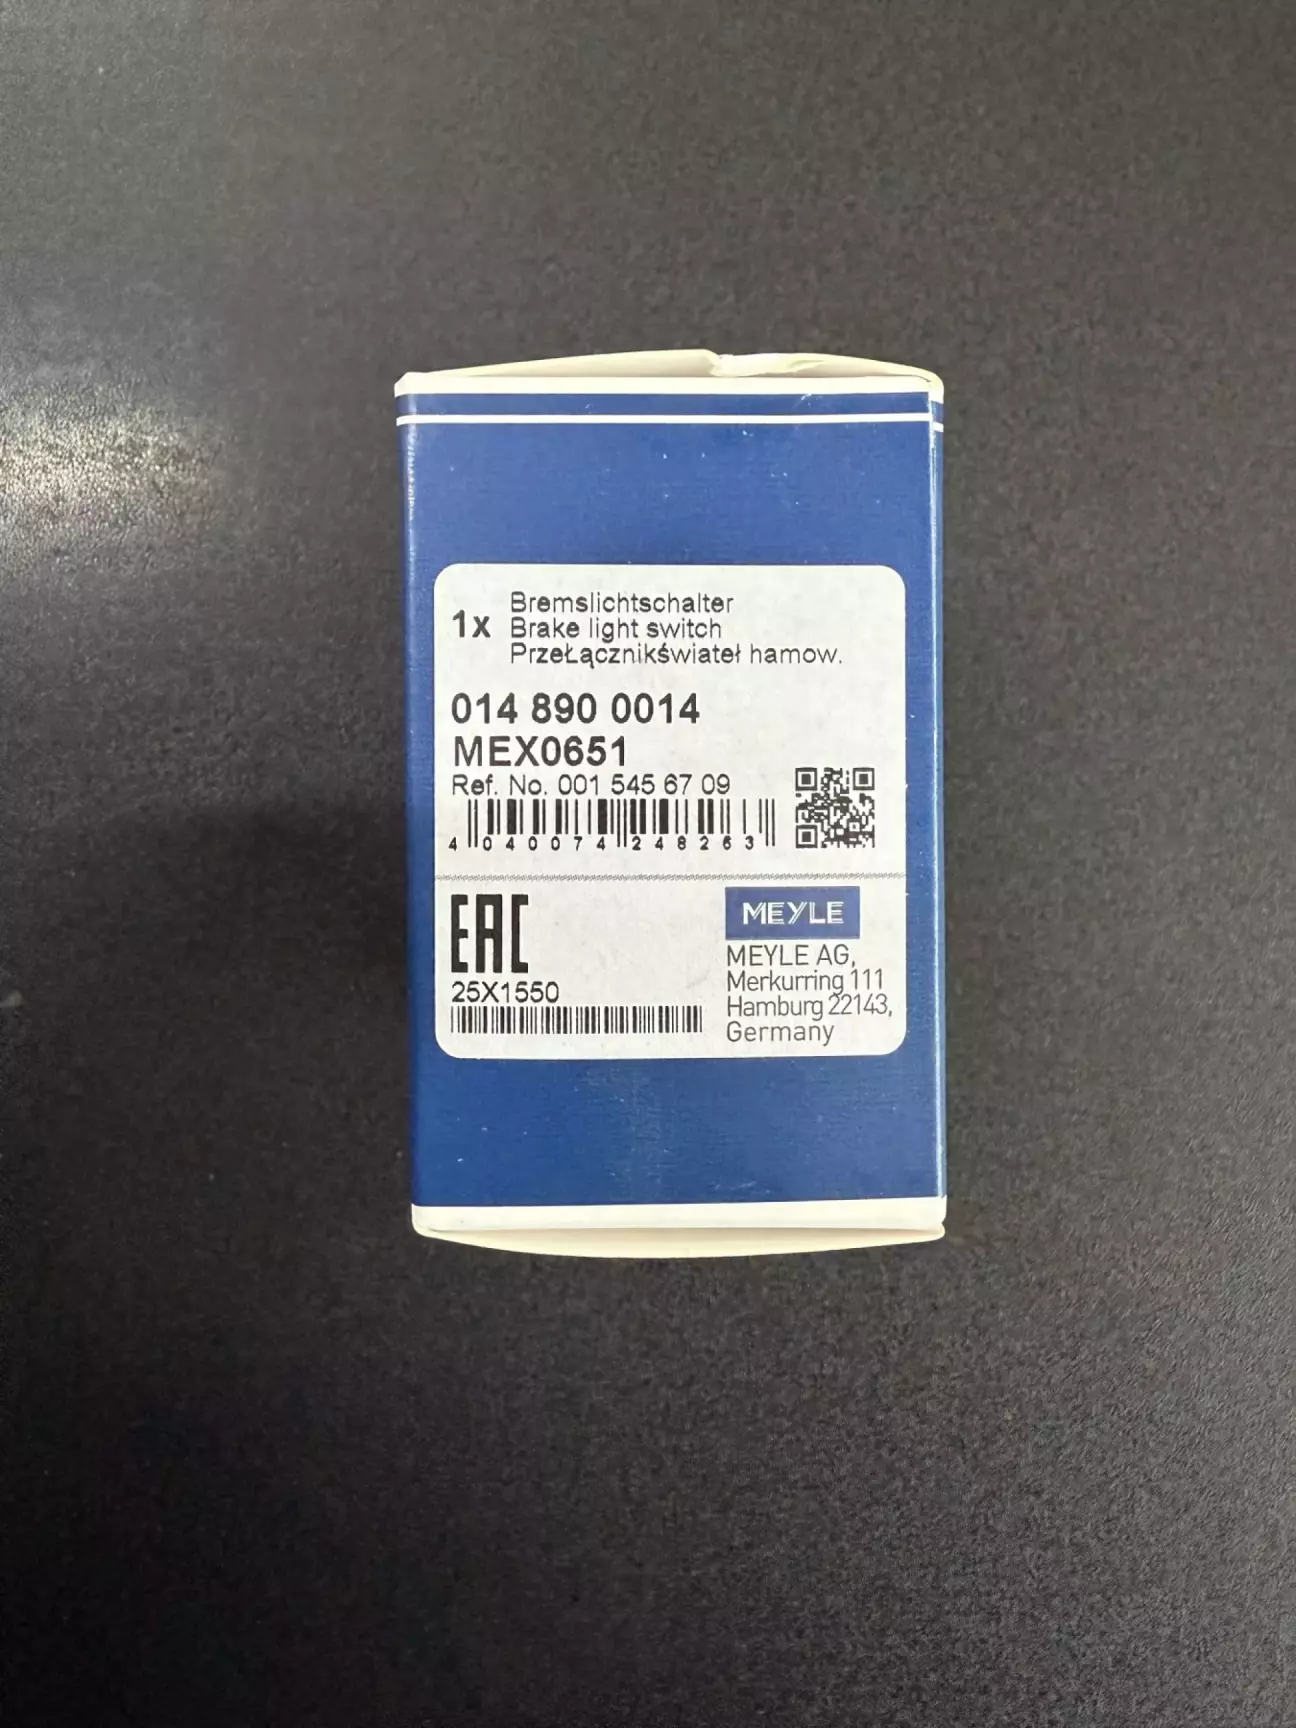 1x
Bremslichtschalter
Brake light switch
PrzeŁącznikświateł hamow.
014 890 0014
MEX0651
Ref. No. 001 545 67 09
4 040074 248263
EAC
25X1550
MEYLE
MEYLE AG,
Merkurring 111
Hamburg 22143,
Germany